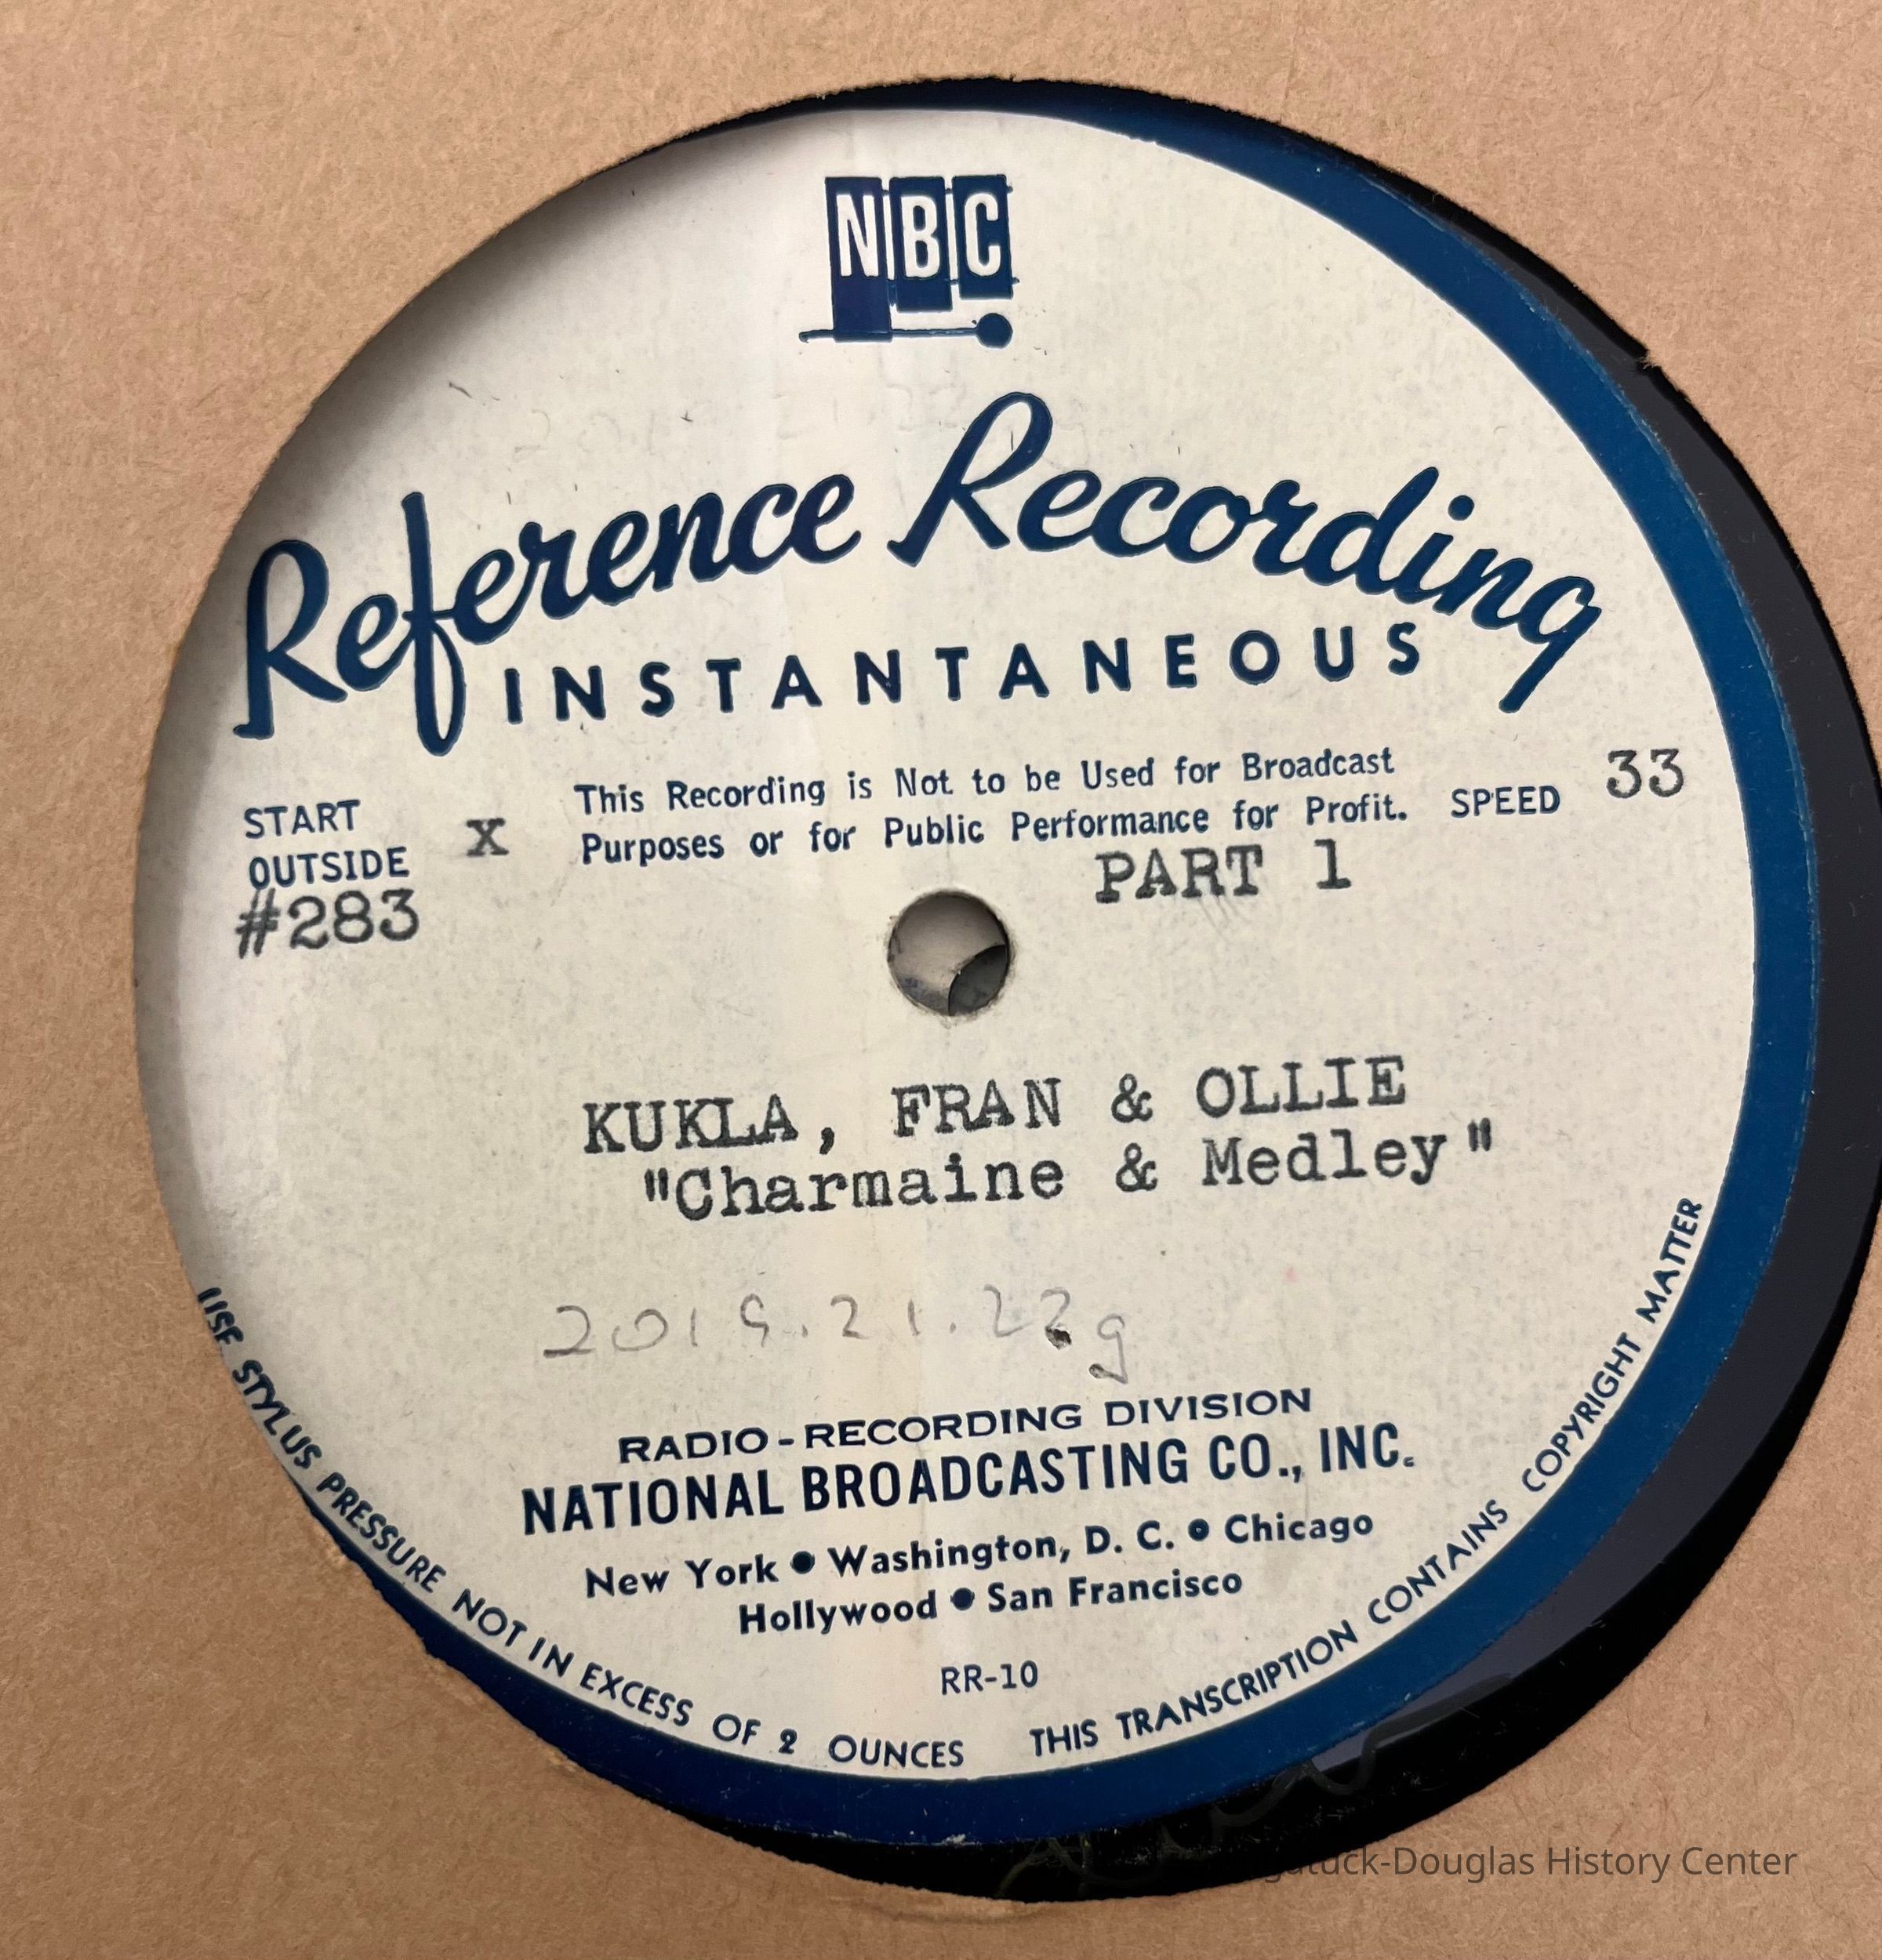 NBC
Reference Recording
INSTANTANEOUS
START
OUTSIDE X
This Recording is Not to be Used for Broadcast
Purposes or for Public Performance for Profit.
SPEED 33
#283
PART 1
KUKLA, FRAN & OLLIE
"Charmaine & Medley"
2019.21.22g
RADIO-RECORDING DIVISION
NATIONAL BROADCASTING CO., INC.
New York • Washington, D. C. • Chicago
Hollywood • San Francisco
RR-10
USE STYLUS PRESSURE NOT IN EXCESS OF 2 OUNCES
THIS TRANSCRIPTION CONTAINS COPYRIGHT MATTER
-Douglas History Center